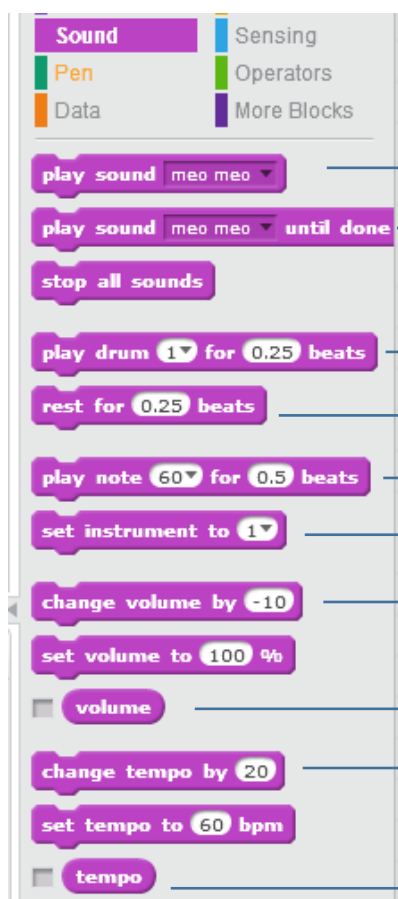 Sound Sensing
Pen Operators
Data More Blocks
play sound meo meo
play sound meo meo until done
stop all sounds
play drum 1 for 0.25 beats
rest for 0.25 beats
play note 60 for 0.5 beats
set instrument to 1
change volume by -10
set volume to 100 %
volume
change tempo by 20
set tempo to 60 bpm
tempo